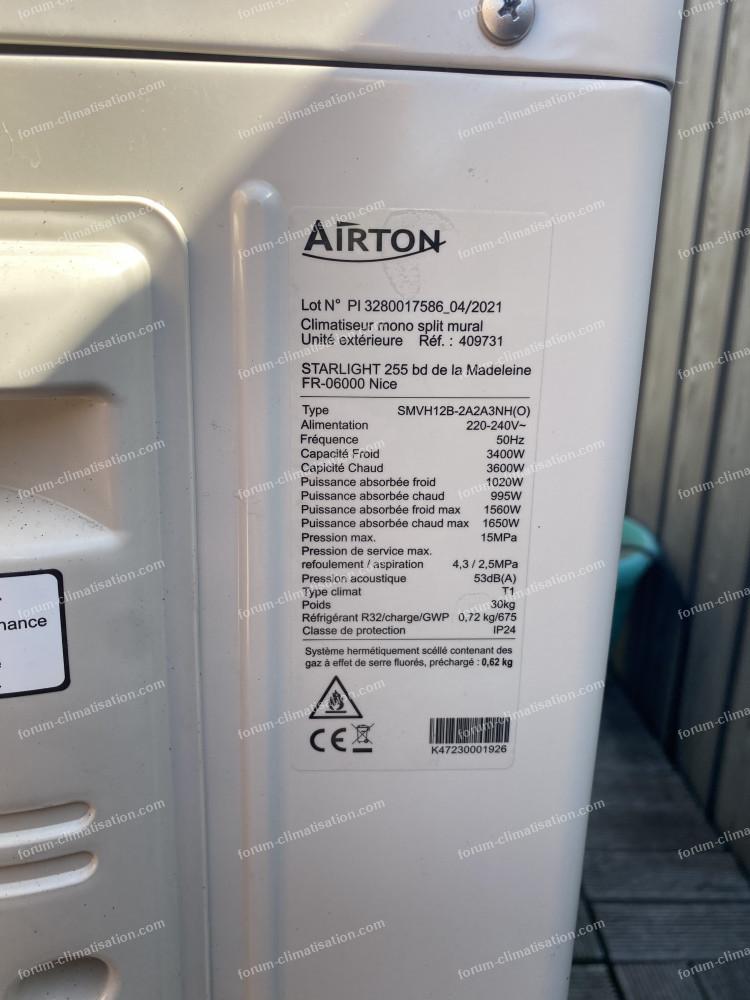 AIRTON
Lot N° PI 3280017586_04/2021
Climatiseur mono split mural
Unité extérieure Réf. : 409731
STARLIGHT 255 bd de la Madeleine
FR-06000 Nice
Type SMVH12B-2A2A3NH(O)
Alimentation 220-240V~
Fréquence 50Hz
Capacité Froid 3400W
Capicité Chaud 3600W
Puissance absorbée froid 1020W
Puissance absorbée chaud 995W
Puissance absorbée froid max 1560W
Puissance absorbée chaud max 1650W
Pression max. 15MPa
Pression de service max.
refoulement / aspiration 4,3 / 2,5MPa
Pression acoustique 53dB(A)
Type climat T1
Poids 30kg
Réfrigérant R32/charge/GWP 0,72 kg/675
Classe de protection IP24
Système hermétiquement scéllé contenant des
gaz à effet de serre fluorés, préchargé : 0,62 kg
CE
K47230001926
nance
forum-climatisation.com